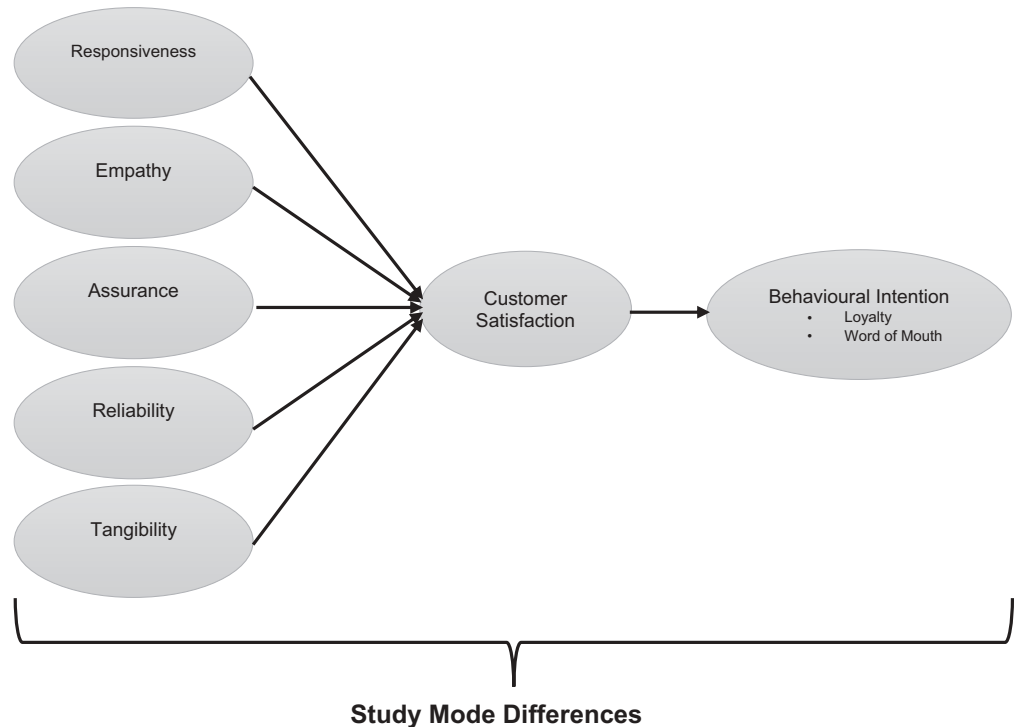 Responsiveness
Empathy
Assurance
Reliability
Tangibility
Customer
Satisfaction
Behavioural Intention
• Loyalty
• Word of Mouth
Study Mode Differences